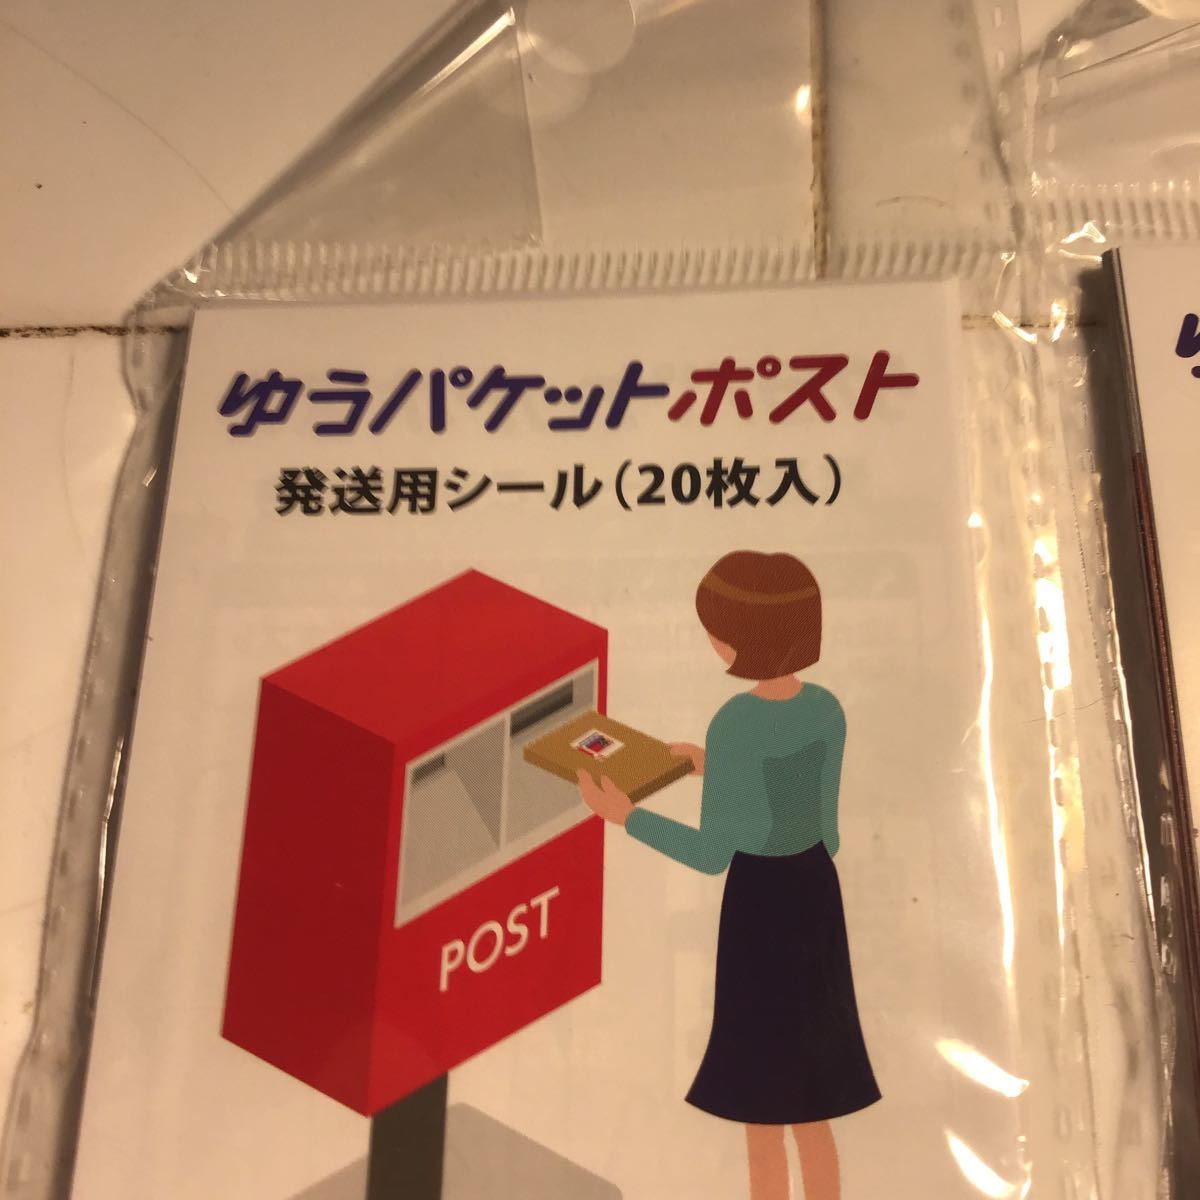 ゆうパケットポスト
発送用シール(20枚入)
POST
ゆ